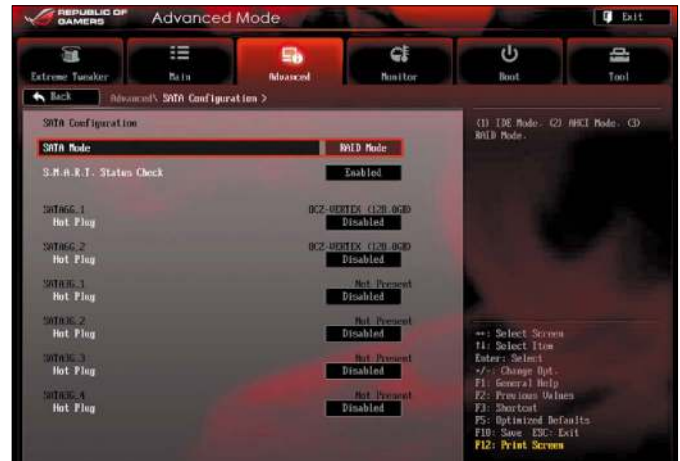 REPUBLIC OF
GAMERS
Advanced Mode
Exit
Extreme Tweaker
Main
Advanced
Monitor
Boot
Tool
Back
Advanced\ SATA Configuration >
SATA Configuration
SATA Mode
RAID Mode
S.M.A.R.T. Status Check
Enabled
SATA6G_1
OCZ-VERTEX (128.0GB)
Hot Plug
Disabled
SATA6G_2
OCZ-VERTEX (128.0GB)
Hot Plug
Disabled
SATA3G_1
Not Present
Hot Plug
Disabled
SATA3G_2
Not Present
Hot Plug
Disabled
SATA3G_3
Not Present
Hot Plug
Disabled
SATA3G_4
Not Present
Hot Plug
Disabled
(1) IDE Mode. (2) AHCI Mode. (3)
RAID Mode.
→←: Select Screen
↑↓: Select Item
Enter: Select
+/-: Change Opt.
F1: General Help
F2: Previous Values
F3: Shortcut
F5: Optimized Defaults
F10: Save ESC: Exit
F12: Print Screen